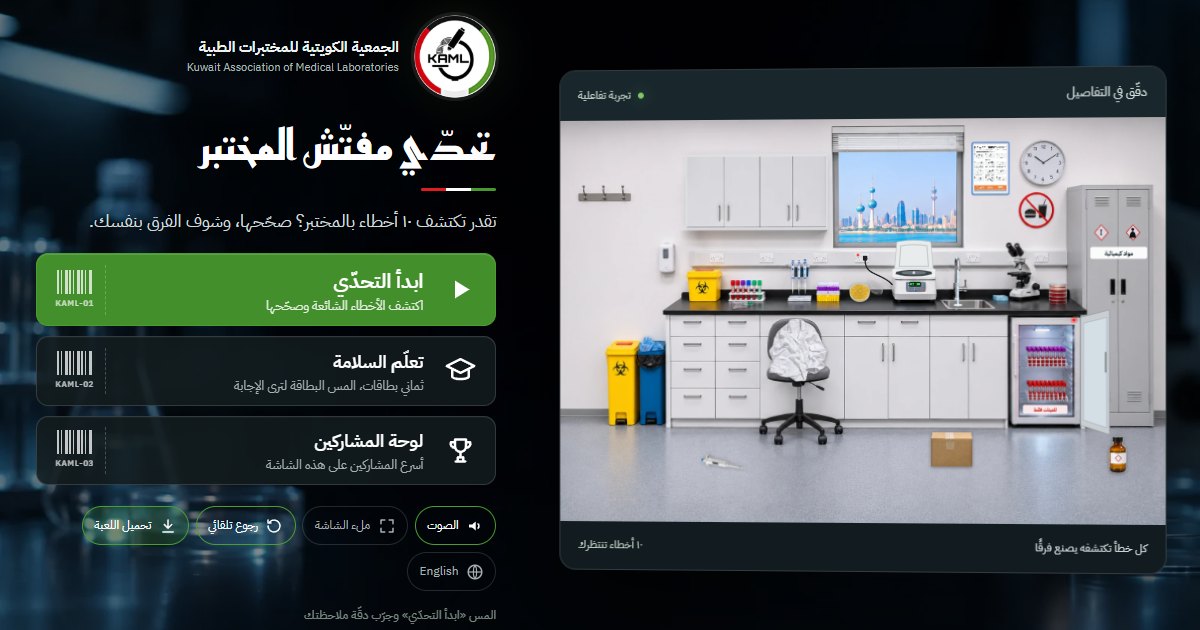 الجمعية الكويتية للمختبرات الطبية
Kuwait Association of Medical Laboratories
KAML
تحدّي مفتّش المختبر
تقدر تكتشف ١٠ أخطاء بالمختبر؟ صحّحها، وشوف الفرق بنفسك.
ابدأ التحدّي
اكتشف الأخطاء الشائعة وصحّحها
KAML-01
تعلّم السلامة
ثماني بطاقات، المس البطاقة لترى الإجابة
KAML-02
لوحة المشاركين
أسرع المشاركين على هذه الشاشة
KAML-03
الصوت
ملء الشاشة
رجوع تلقائي
تحميل اللعبة
English
المس «ابدأ التحدّي» وجرّب دقّة ملاحظتك
دقّق في التفاصيل
تجربة تفاعلية
مواد كيميائية
للعينات فقط
كل خطأ تكتشفه يصنع فرقًا
١٠ أخطاء تنتظرك